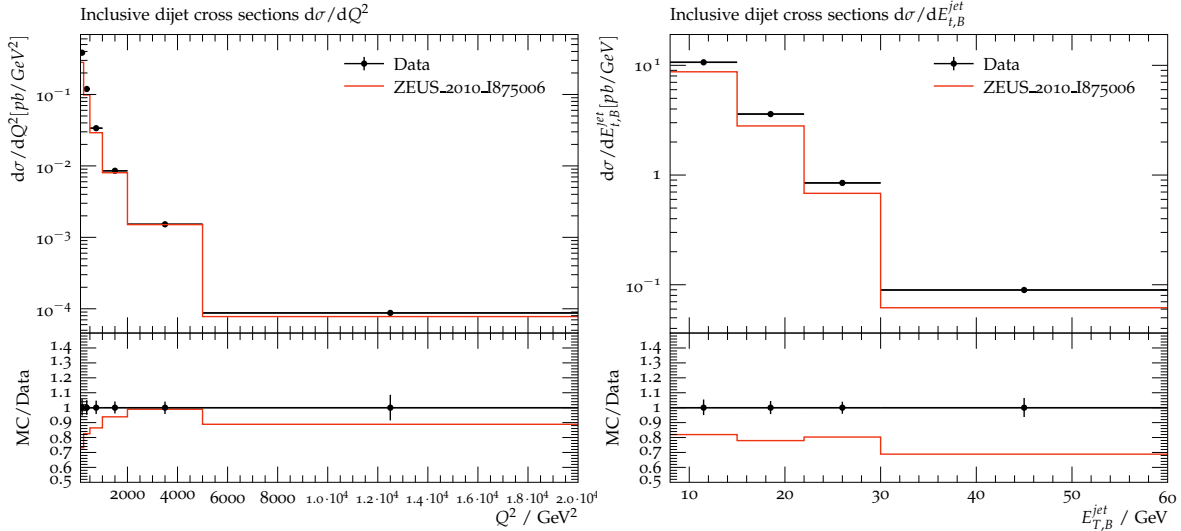 Inclusive dijet cross sections dσ/dQ²
dσ/dQ² [pb/GeV²]
10⁻¹
10⁻²
10⁻³
10⁻⁴
Data
ZEUS_2010_I875006
MC/Data
1.4
1.3
1.2
1.1
1
0.9
0.8
0.7
0.6
0.5
2000 4000 6000 8000 1.0·10⁴ 1.2·10⁴ 1.4·10⁴ 1.6·10⁴ 1.8·10⁴ 2.0·10⁴
Q² / GeV²
Inclusive dijet cross sections dσ/dE_{t,B}^{jet}
dσ/dE_{t,B}^{jet} [pb/GeV]
10¹
1
10⁻¹
Data
ZEUS_2010_I875006
MC/Data
1.4
1.3
1.2
1.1
1
0.9
0.8
0.7
0.6
0.5
10 20 30 40 50 60
E_{T,B}^{jet} / GeV